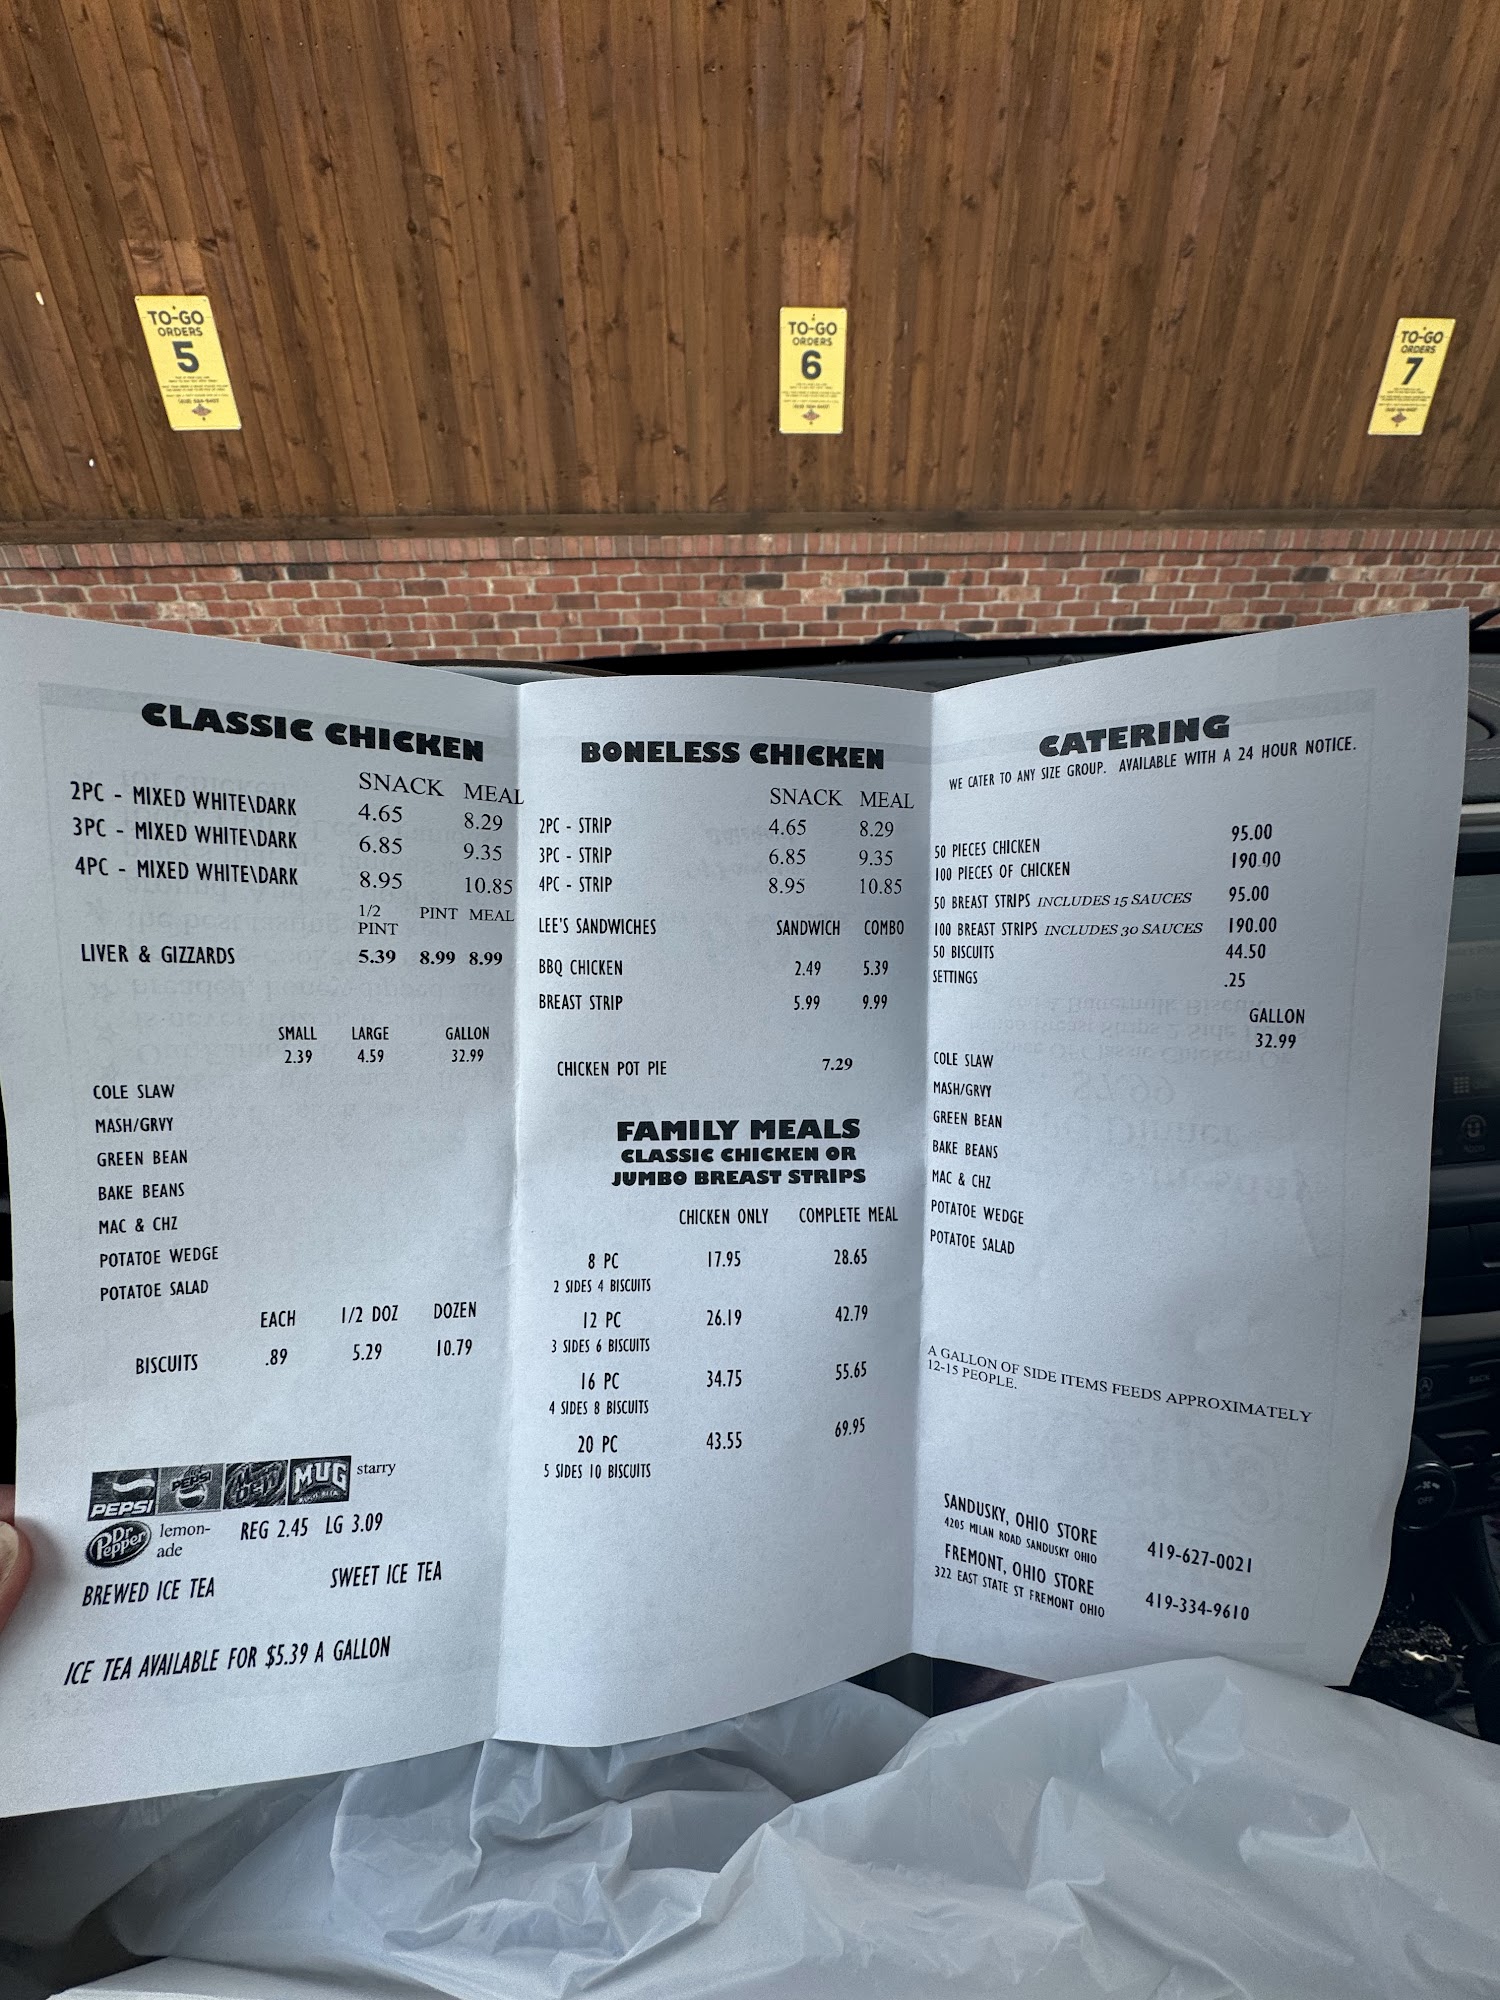 TO-GO
ORDERS
5
TO-GO
ORDERS
6
TO-GO
ORDERS
7
CLASSIC CHICKEN
SNACK MEAL
2PC - MIXED WHITE\DARK 4.65 8.29
3PC - MIXED WHITE\DARK 6.85 9.35
4PC - MIXED WHITE\DARK 8.95 10.85
1/2 PINT PINT MEAL
LIVER & GIZZARDS 5.39 8.99 8.99
SMALL LARGE GALLON
2.39 4.59 32.99
COLE SLAW
MASH/GRVY
GREEN BEAN
BAKE BEANS
MAC & CHZ
POTATOE WEDGE
POTATOE SALAD
EACH 1/2 DOZ DOZEN
BISCUITS .89 5.29 10.79
PEPSI PEPSI Mtn Dew MUG starry
Dr Pepper lemon-
ade
REG 2.45 LG 3.09
BREWED ICE TEA SWEET ICE TEA
ICE TEA AVAILABLE FOR $5.39 A GALLON
BONELESS CHICKEN
SNACK MEAL
2PC - STRIP 4.65 8.29
3PC - STRIP 6.85 9.35
4PC - STRIP 8.95 10.85
LEE'S SANDWICHES SANDWICH COMBO
BBQ CHICKEN 2.49 5.39
BREAST STRIP 5.99 9.99
CHICKEN POT PIE 7.29
FAMILY MEALS
CLASSIC CHICKEN OR
JUMBO BREAST STRIPS
CHICKEN ONLY COMPLETE MEAL
8 PC 17.95 28.65
2 SIDES 4 BISCUITS
12 PC 26.19 42.79
3 SIDES 6 BISCUITS
16 PC 34.75 55.65
4 SIDES 8 BISCUITS
20 PC 43.55 69.95
5 SIDES 10 BISCUITS
CATERING
WE CATER TO ANY SIZE GROUP. AVAILABLE WITH A 24 HOUR NOTICE.
50 PIECES CHICKEN 95.00
100 PIECES OF CHICKEN 190.00
50 BREAST STRIPS INCLUDES 15 SAUCES 95.00
100 BREAST STRIPS INCLUDES 30 SAUCES 190.00
50 BISCUITS 44.50
SETTINGS .25
GALLON
32.99
COLE SLAW
MASH/GRVY
GREEN BEAN
BAKE BEANS
MAC & CHZ
POTATOE WEDGE
POTATOE SALAD
A GALLON OF SIDE ITEMS FEEDS APPROXIMATELY
12-15 PEOPLE.
SANDUSKY, OHIO STORE 419-627-0021
4205 MILAN ROAD SANDUSKY OHIO
FREMONT, OHIO STORE 419-334-9610
322 EAST STATE ST FREMONT OHIO
BACK
OFF